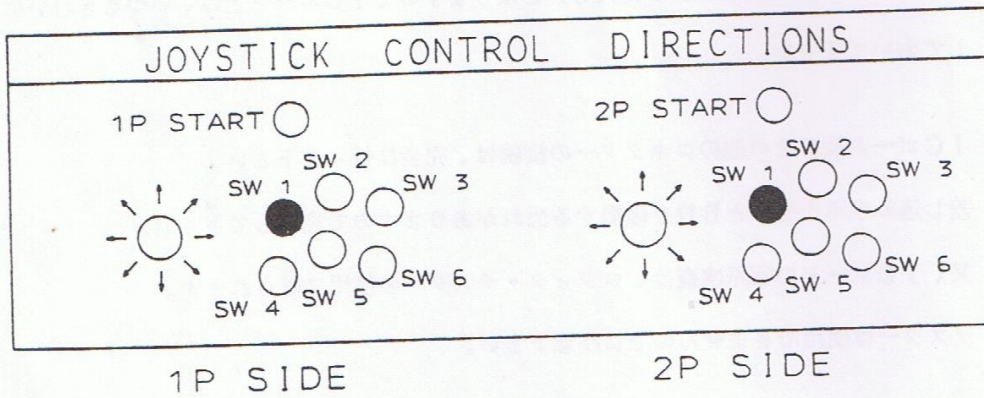 JOYSTICK CONTROL DIRECTIONS
1P START
SW 1
SW 2
SW 3
SW 4
SW 5
SW 6
1P SIDE
2P START
SW 1
SW 2
SW 3
SW 4
SW 5
SW 6
2P SIDE